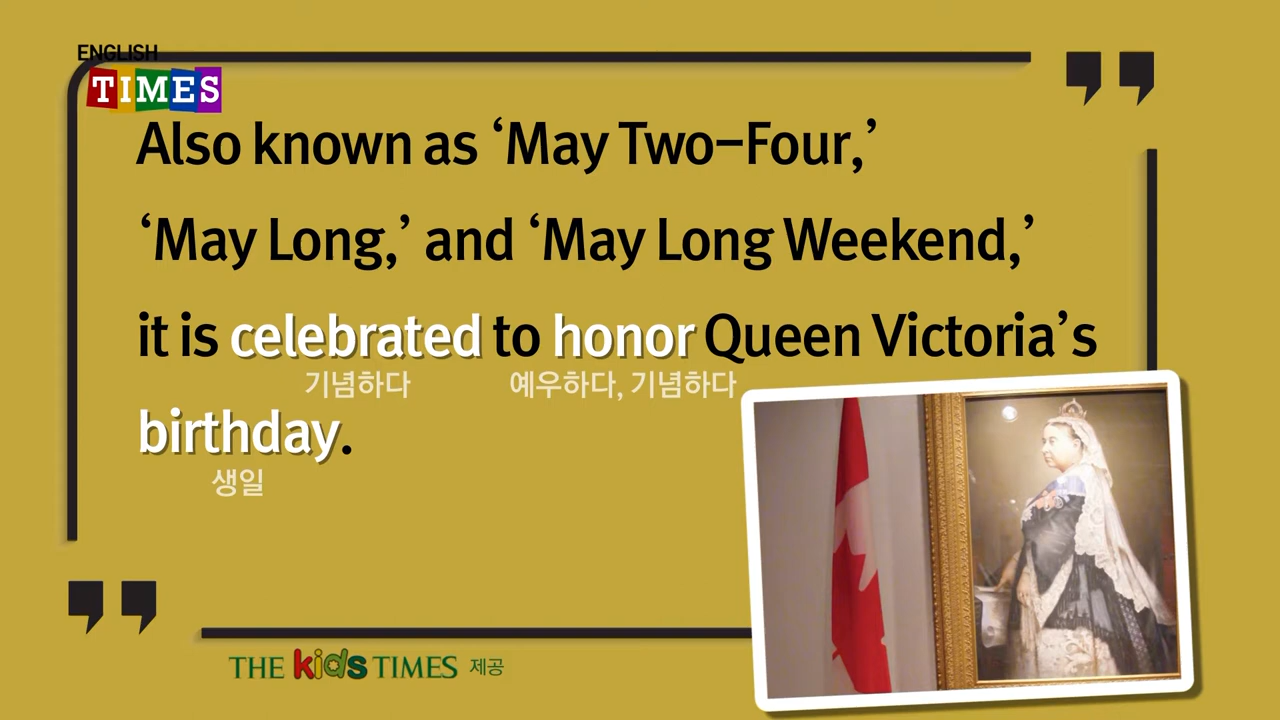 ENGLISH
TIMES
Also known as ‘May Two–Four,’
‘May Long,’ and ‘May Long Weekend,’
it is celebrated to honor Queen Victoria’s
기념하다 예우하다, 기념하다
birthday.
생일
THE kids TIMES 제공